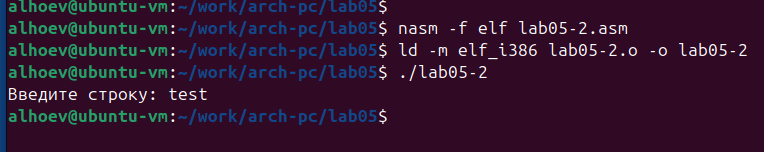 alhoev@ubuntu-vm:~/work/arch-pc/lab05$
alhoev@ubuntu-vm:~/work/arch-pc/lab05$ nasm -f elf lab05-2.asm
alhoev@ubuntu-vm:~/work/arch-pc/lab05$ ld -m elf_i386 lab05-2.o -o lab05-2
alhoev@ubuntu-vm:~/work/arch-pc/lab05$ ./lab05-2
Введите строку: test
alhoev@ubuntu-vm:~/work/arch-pc/lab05$